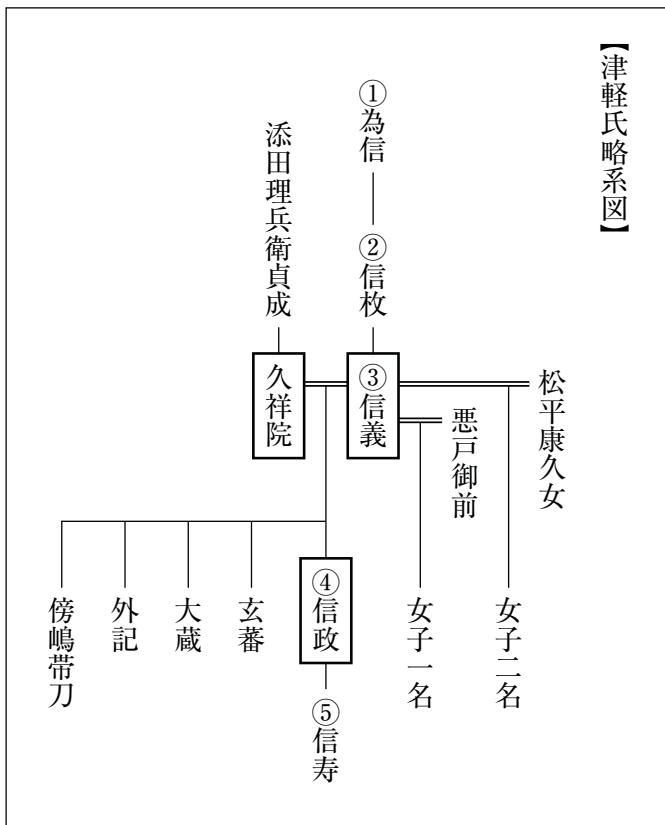 【津軽氏略系図】
松平康久女
女子二名
悪戸御前
女子一名
①為信
②信枚
③信義
添田理兵衛貞成
久祥院
④信政
⑤信寿
玄蕃
大蔵
外記
傍嶋帯刀